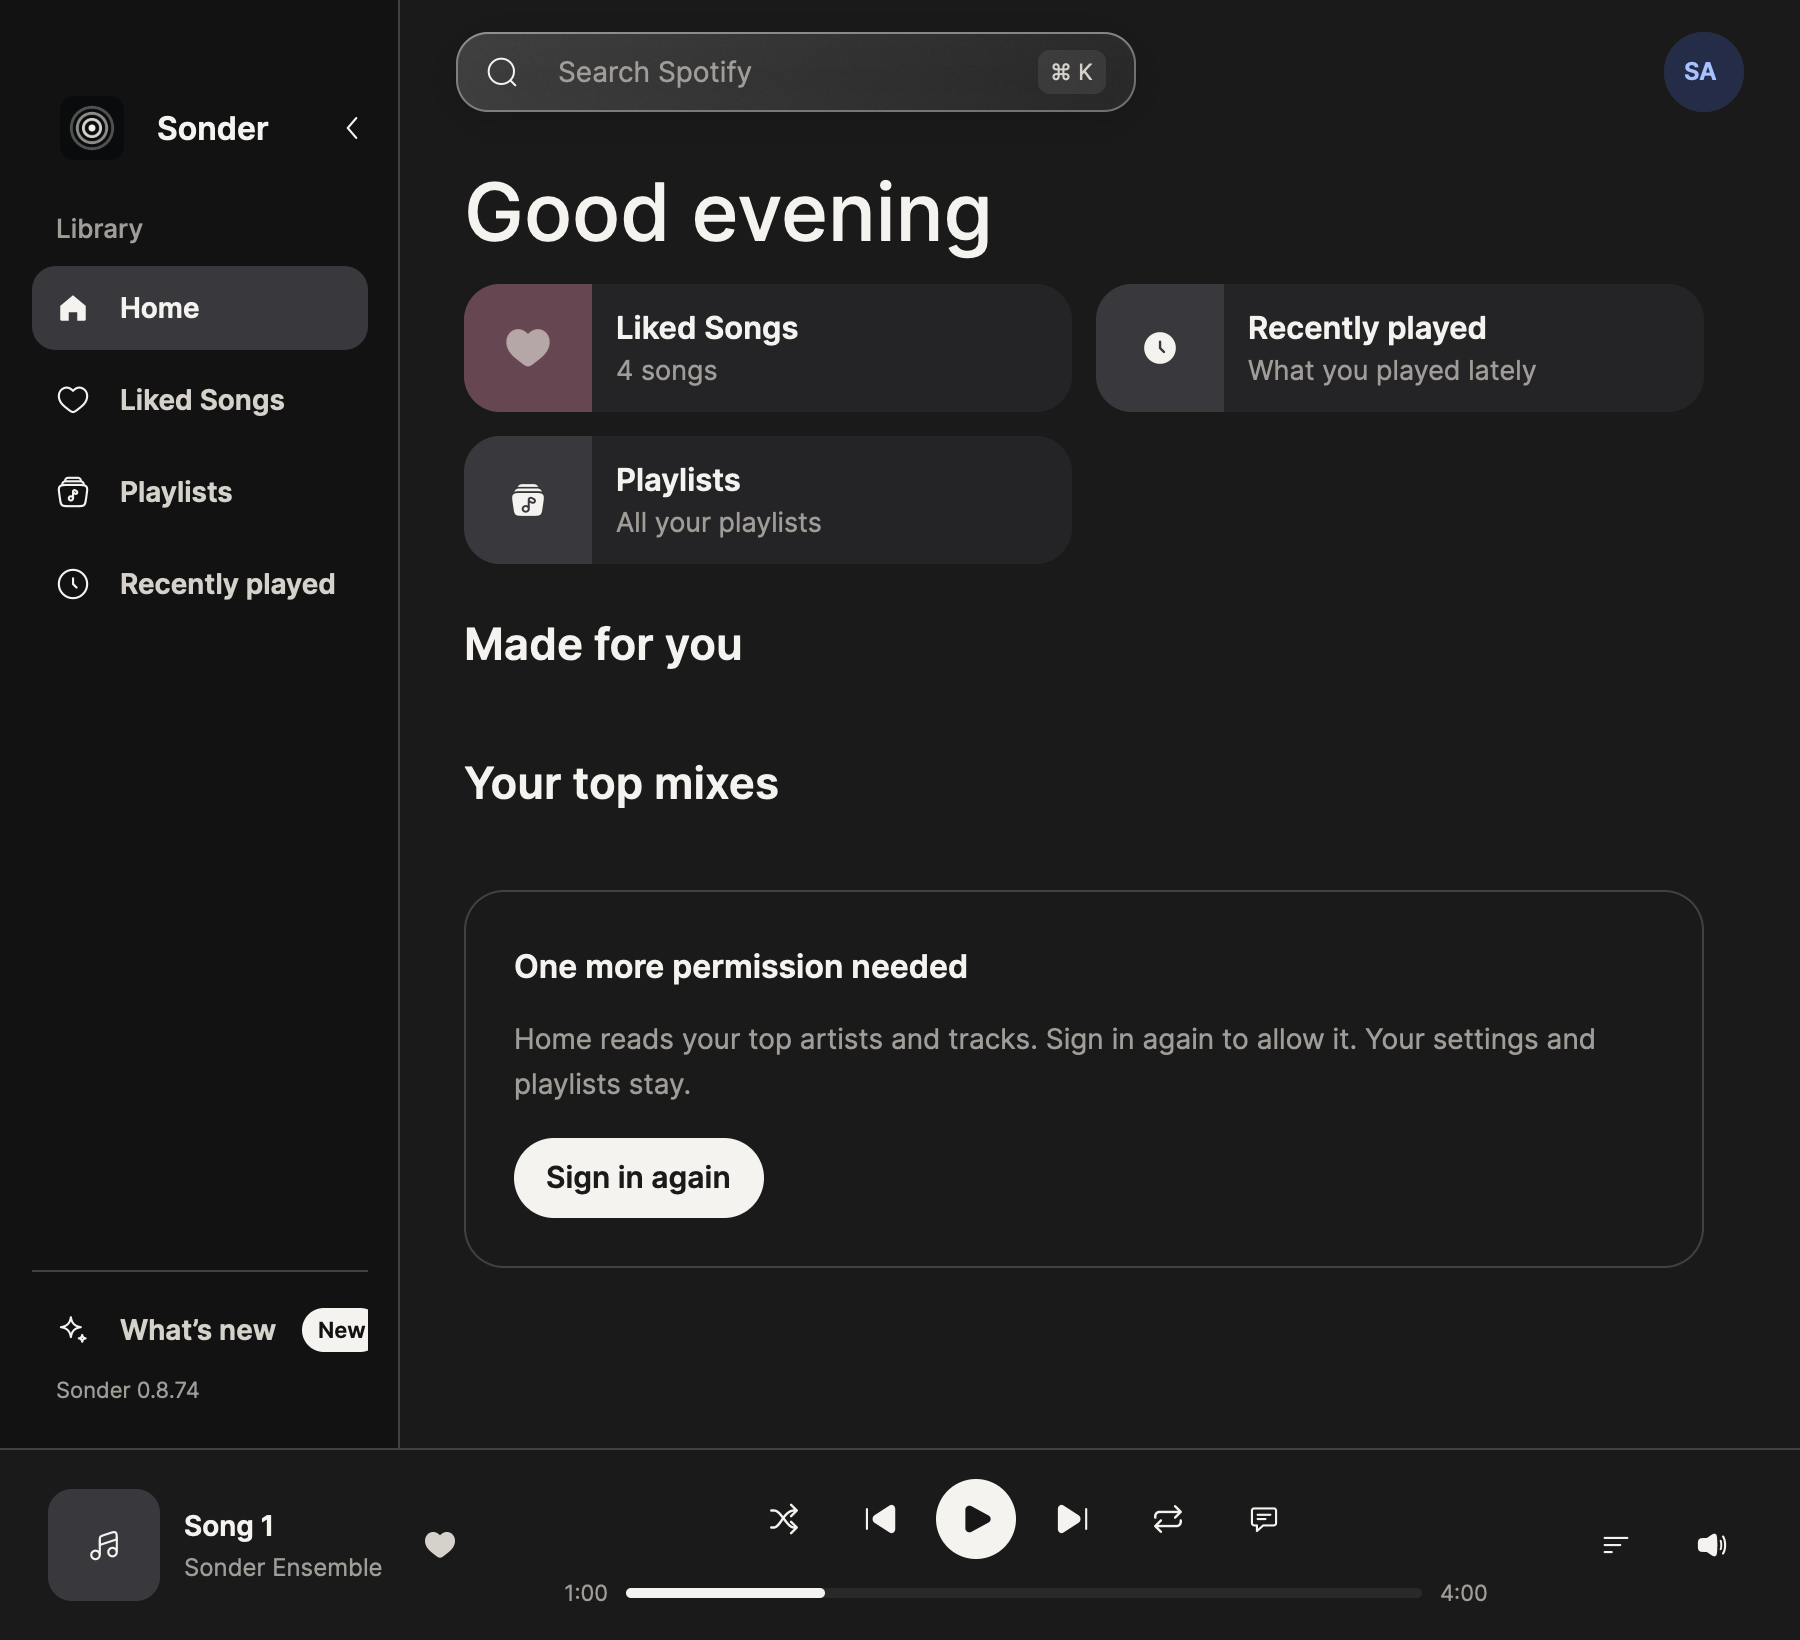 Search Spotify
⌘ K
SA
Sonder
Library
Home
Liked Songs
Playlists
Recently played
Good evening
Liked Songs
4 songs
Recently played
What you played lately
Playlists
All your playlists
Made for you
Your top mixes
One more permission needed
Home reads your top artists and tracks. Sign in again to allow it. Your settings and
playlists stay.
Sign in again
What’s new
New
Sonder 0.8.74
Song 1
Sonder Ensemble
1:00
4:00